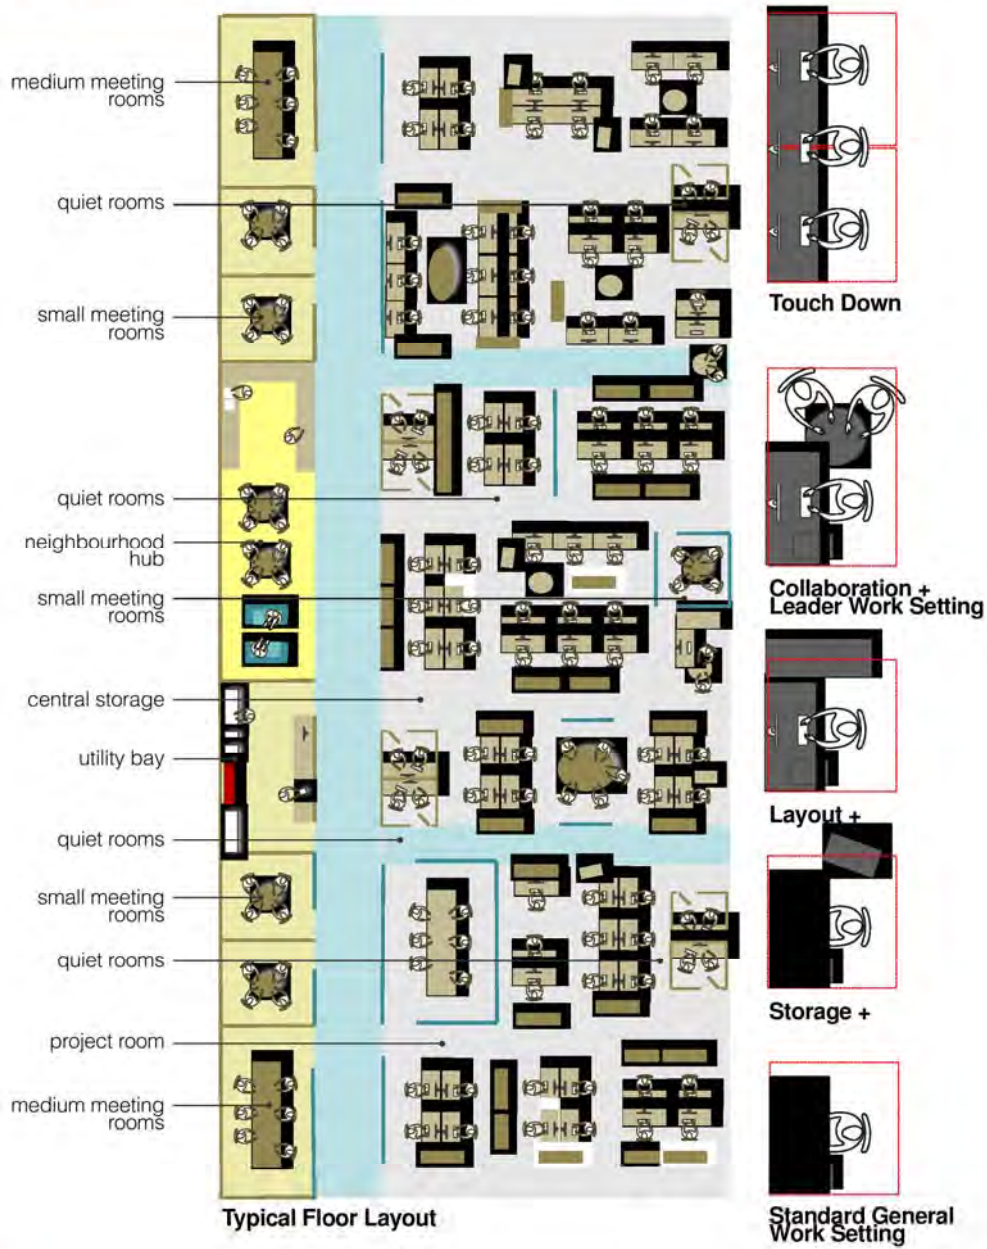 medium meeting
rooms
quiet rooms
small meeting
rooms
quiet rooms
neighbourhood
hub
small meeting
rooms
central storage
utility bay
quiet rooms
small meeting
rooms
quiet rooms
project room
medium meeting
rooms
Typical Floor Layout
Touch Down
Collaboration +
Leader Work Setting
Layout +
Storage +
Standard General
Work Setting